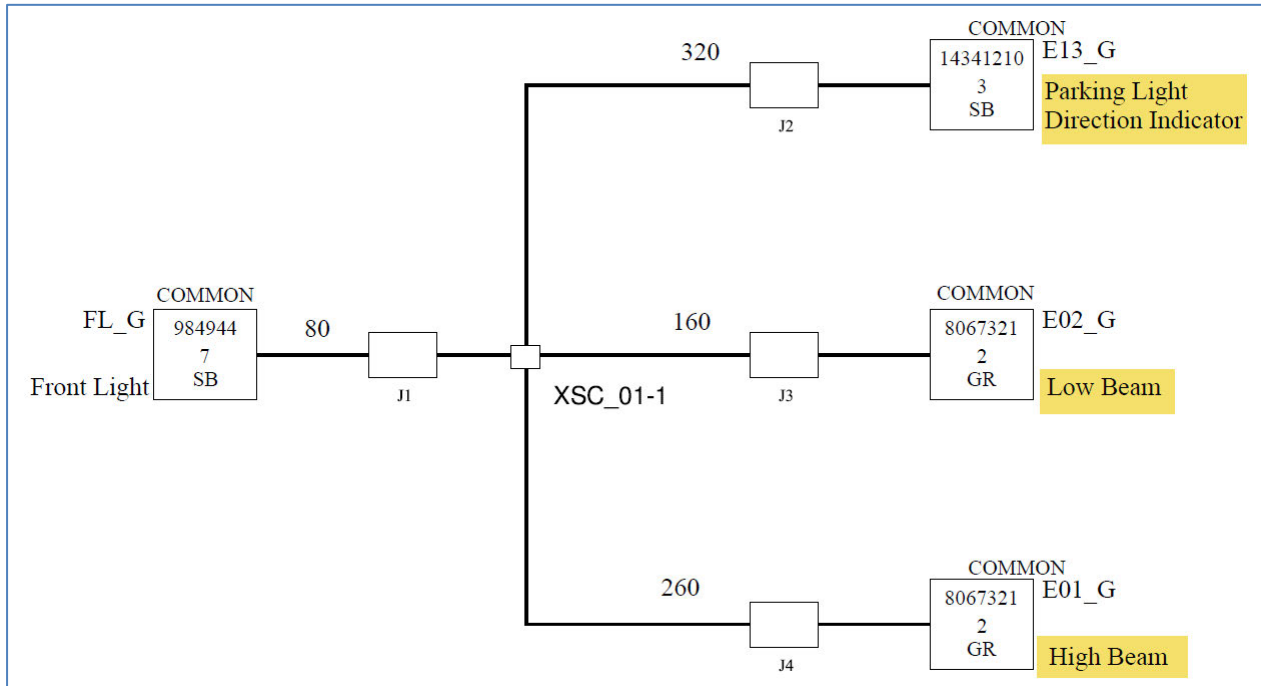 COMMON
320
14341210
3
SB
E13_G
Parking Light
Direction Indicator
J2
COMMON
FL_G
984944
7
SB
Front Light
80
J1
XSC_01-1
160
J3
COMMON
8067321
2
GR
E02_G
Low Beam
260
J4
COMMON
8067321
2
GR
E01_G
High Beam